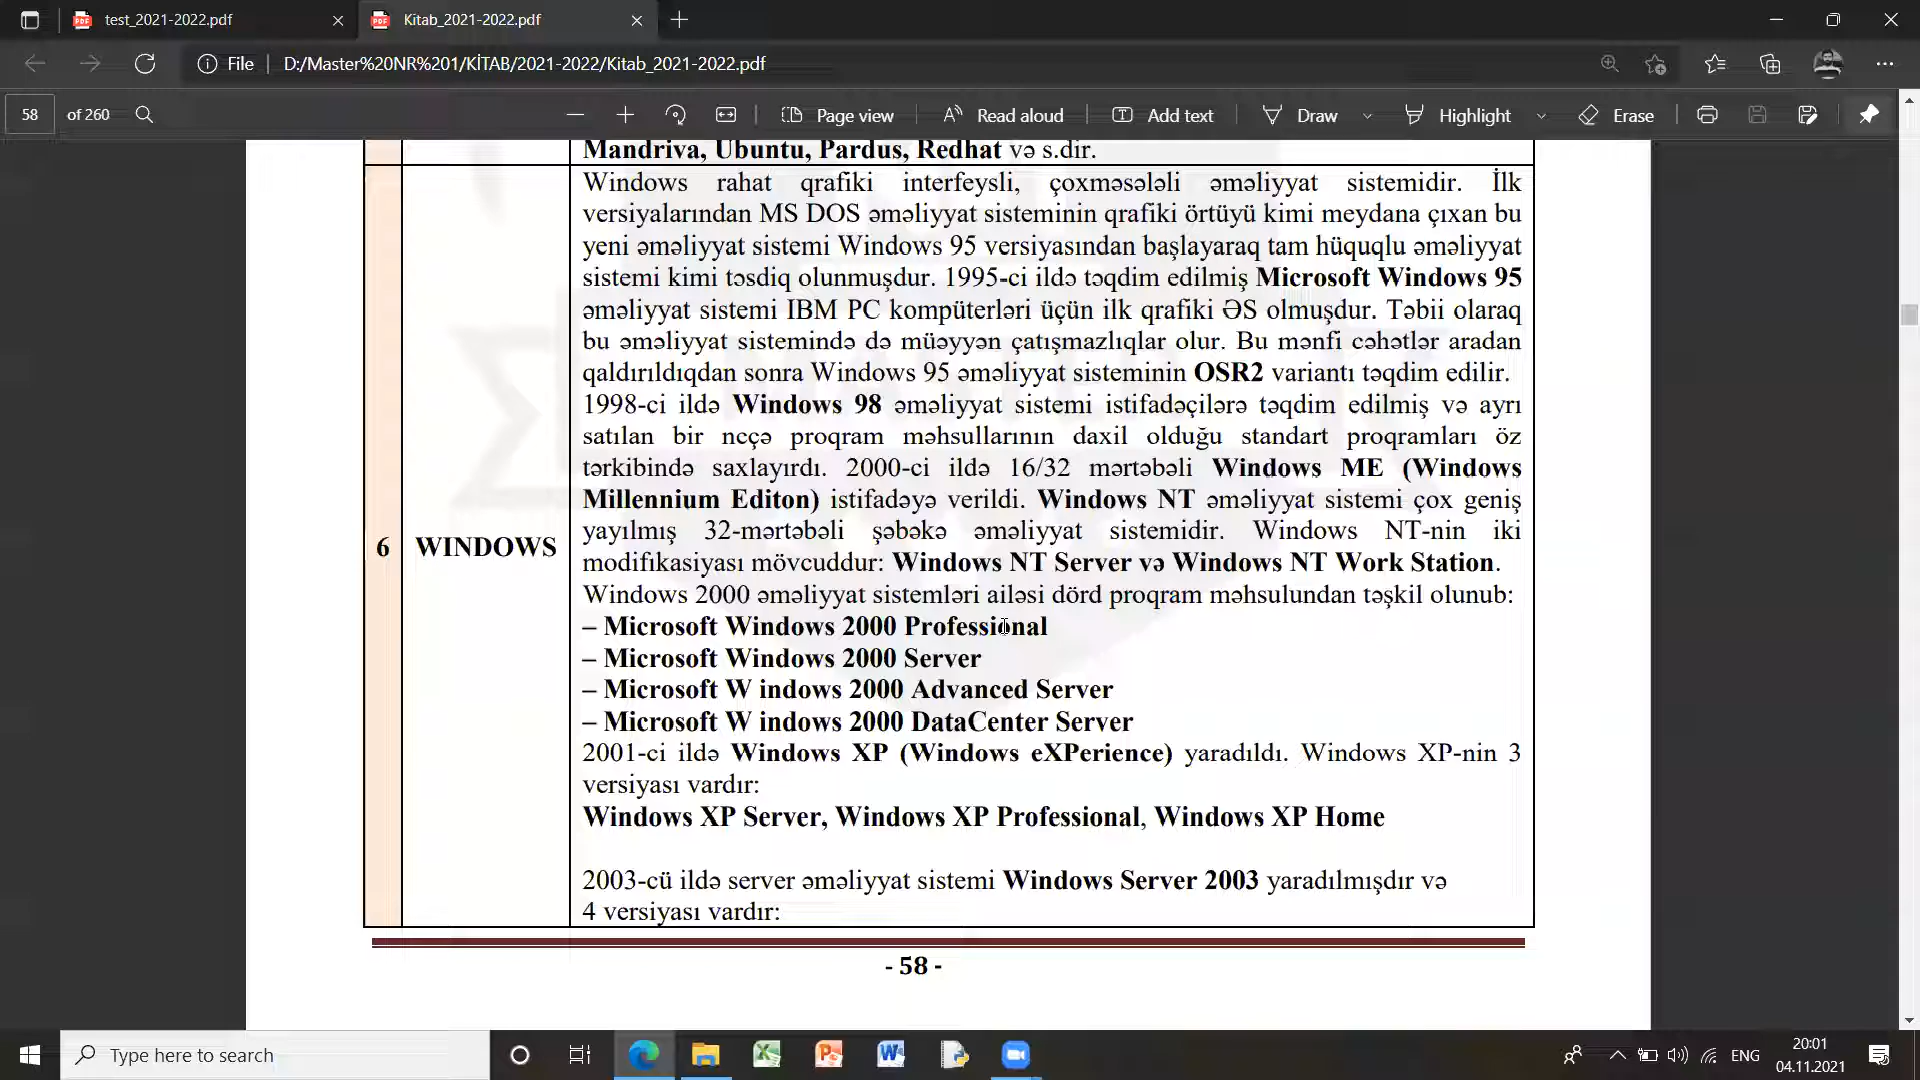 test_2021-2022.pdf
Kitab_2021-2022.pdf
File
D:/Master%20NR%201/KİTAB/2021-2022/Kitab_2021-2022.pdf
58 of 260
Page view
Read aloud
Add text
Draw
Highlight
Erase
Mandriva, Ubuntu, Pardus, Redhat və s.dir.
6
WINDOWS
Windows rahat qrafiki interfeysli, çoxməsələli əməliyyat sistemidir. İlk
versiyalarından MS DOS əməliyyat sisteminin qrafiki örtüyü kimi meydana çıxan bu
yeni əməliyyat sistemi Windows 95 versiyasından başlayaraq tam hüquqlu əməliyyat
sistemi kimi təsdiq olunmuşdur. 1995-ci ildə təqdim edilmiş Microsoft Windows 95
əməliyyat sistemi IBM PC kompüterləri üçün ilk qrafiki ƏS olmuşdur. Təbii olaraq
bu əməliyyat sistemində də müəyyən çatışmazlıqlar olur. Bu mənfi cəhətlər aradan
qaldırıldıqdan sonra Windows 95 əməliyyat sisteminin OSR2 variantı təqdim edilir.
1998-ci ildə Windows 98 əməliyyat sistemi istifadəçilərə təqdim edilmiş və ayrı
satılan bir neçə proqram məhsullarının daxil olduğu standart proqramları öz
tərkibində saxlayırdı. 2000-ci ildə 16/32 mərtəbəli Windows ME (Windows
Millennium Editon) istifadəyə verildi. Windows NT əməliyyat sistemi çox geniş
yayılmış 32-mərtəbəli şəbəkə əməliyyat sistemidir. Windows NT-nin iki
modifikasiyası mövcuddur: Windows NT Server və Windows NT Work Station.
Windows 2000 əməliyyat sistemləri ailəsi dörd proqram məhsulundan təşkil olunub:
– Microsoft Windows 2000 Professional
– Microsoft Windows 2000 Server
– Microsoft W indows 2000 Advanced Server
– Microsoft W indows 2000 DataCenter Server
2001-ci ildə Windows XP (Windows eXPerience) yaradıldı. Windows XP-nin 3
versiyası vardır:
Windows XP Server, Windows XP Professional, Windows XP Home
2003-cü ildə server əməliyyat sistemi Windows Server 2003 yaradılmışdır və
4 versiyası vardır:
- 58 -
Type here to search
ENG
20:01
04.11.2021